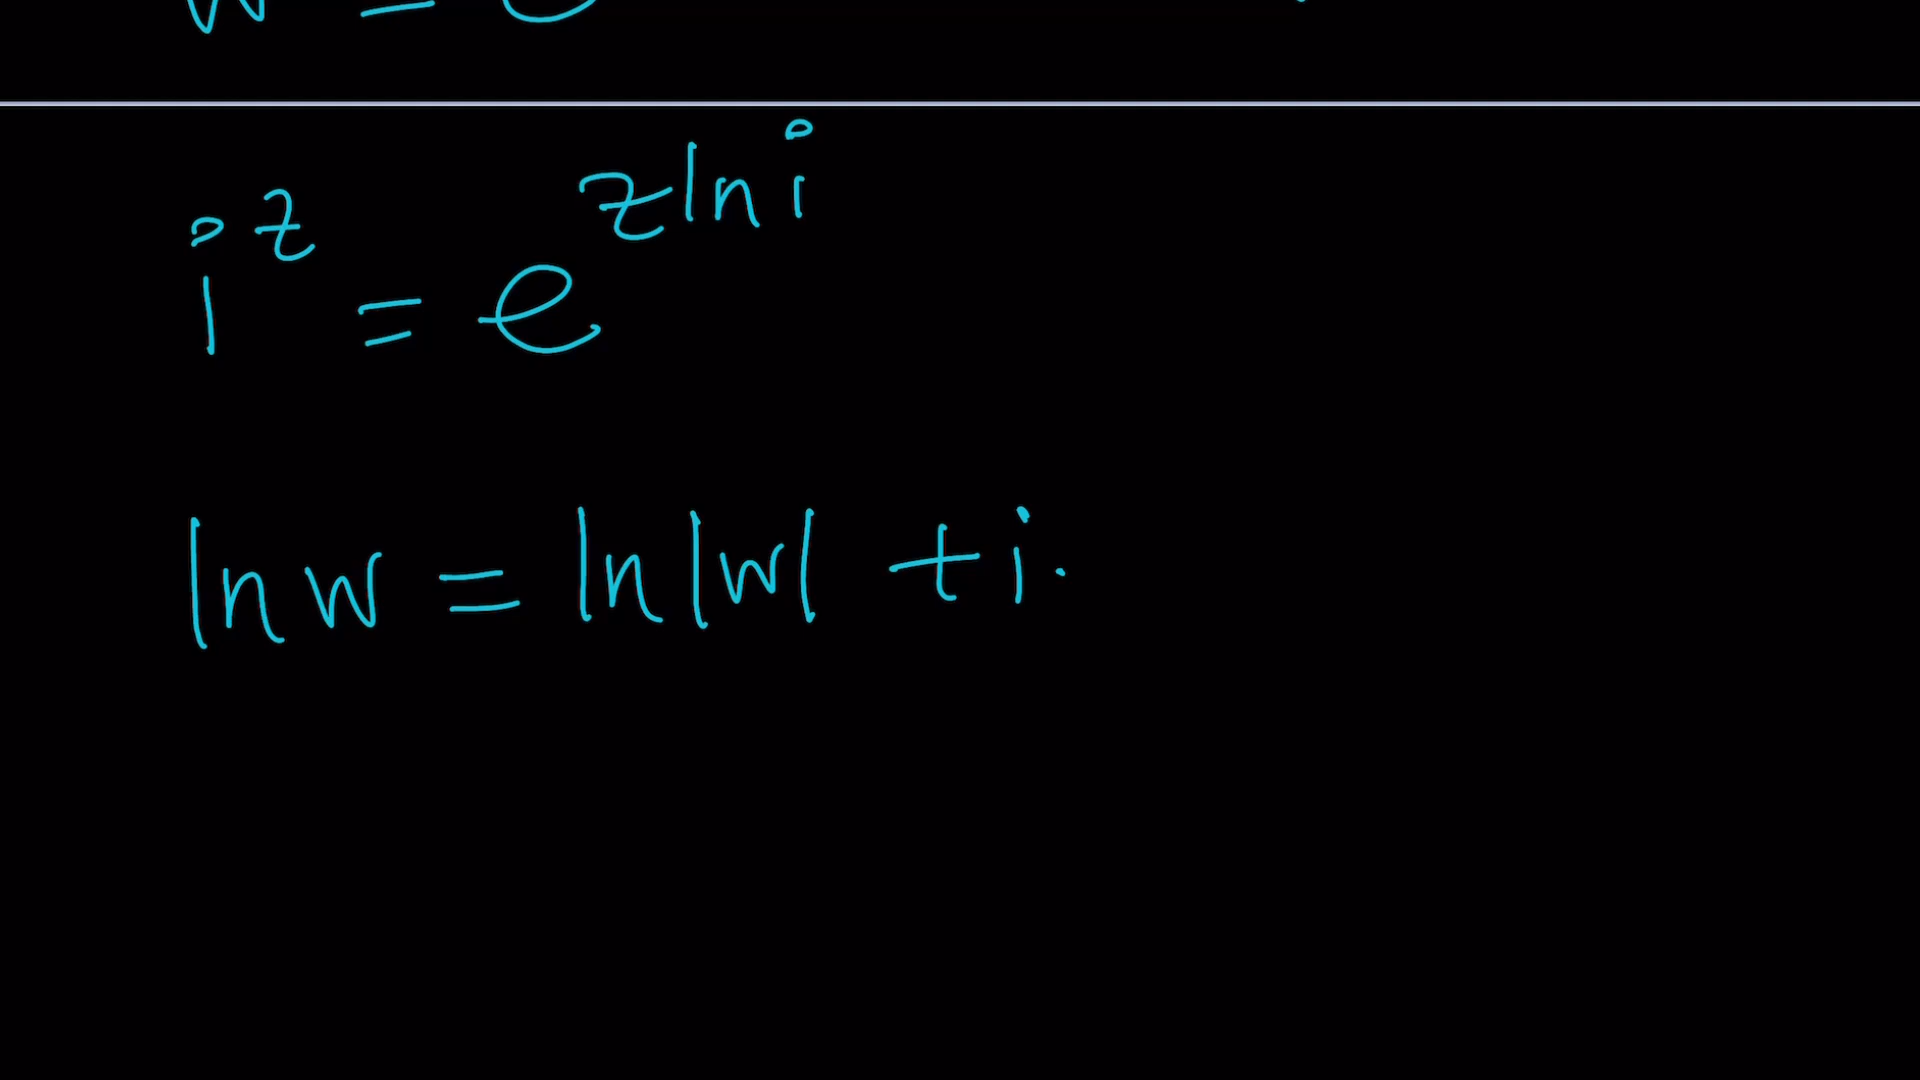 i^z = e^{z ln i}
ln w = ln|w| + i·